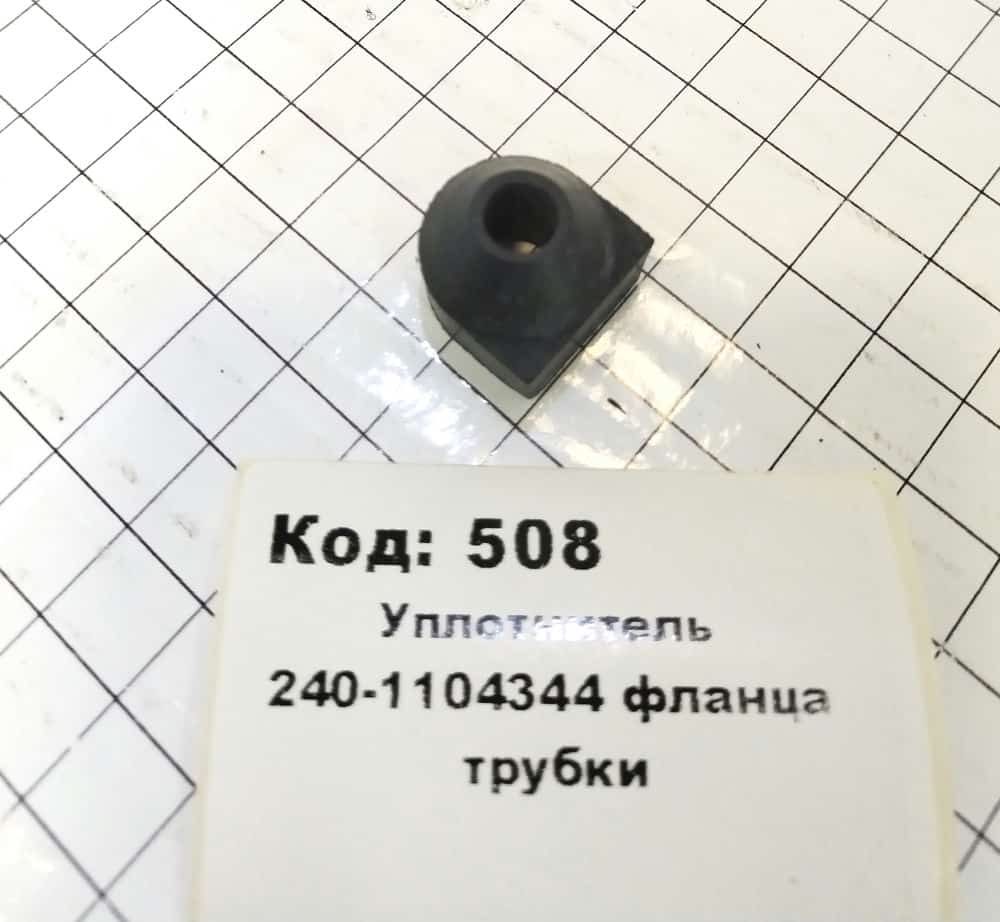 Код: 508
Уплотнитель
240-1104344 фланца
трубки